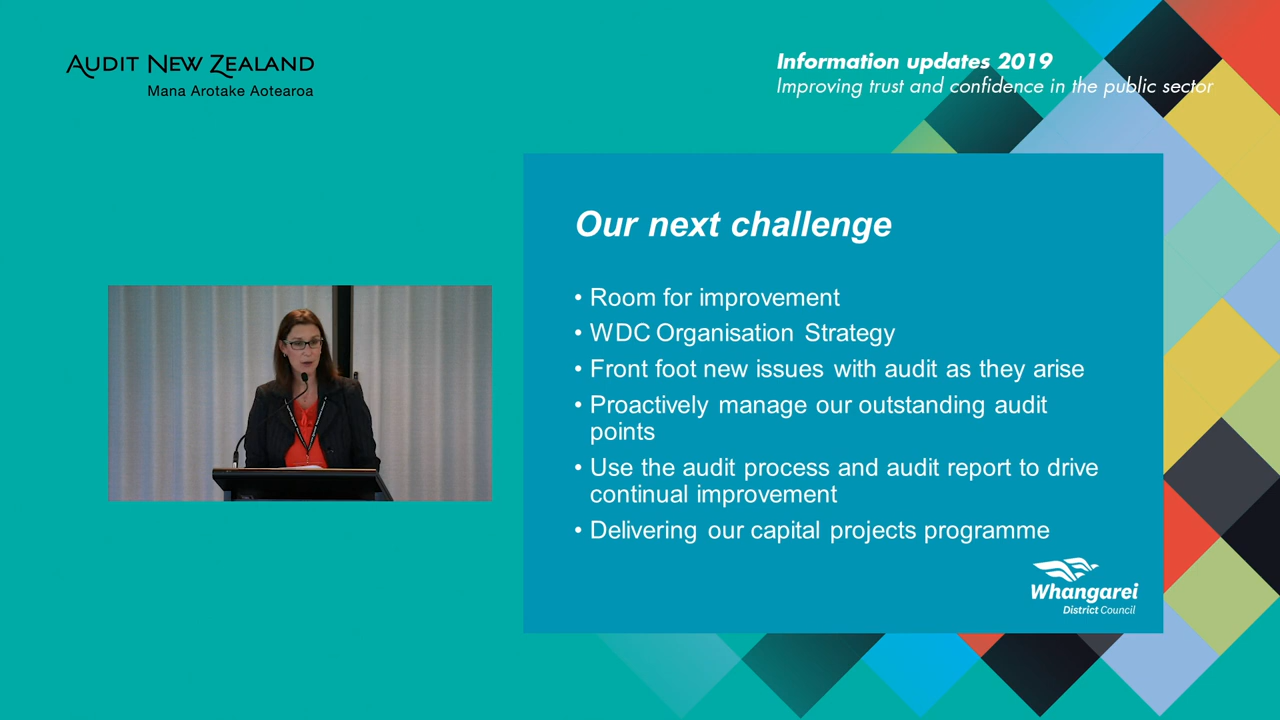 AUDIT NEW ZEALAND
Mana Arotake Aotearoa
Information updates 2019
Improving trust and confidence in the public sector
Our next challenge
• Room for improvement
• WDC Organisation Strategy
• Front foot new issues with audit as they arise
• Proactively manage our outstanding audit
points
• Use the audit process and audit report to drive
continual improvement
• Delivering our capital projects programme
Whangarei
District Council